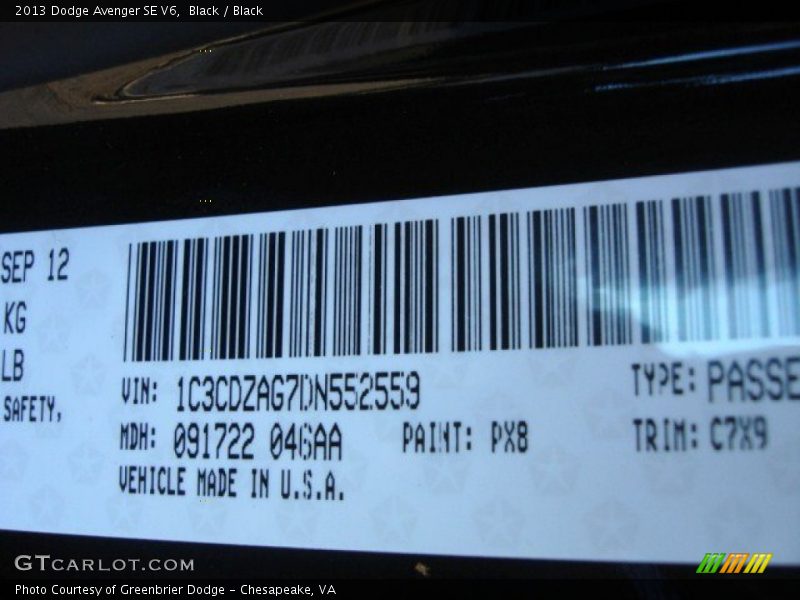 2013 Dodge Avenger SE V6, Black / Black
SEP 12
KG
LB
SAFETY,
VIN: 1C3CDZAG7DN552559
TYPE: PASSE
MDH: 091722 046AA
PAINT: PX8
TRIM: C7X9
VEHICLE MADE IN U.S.A.
GTCARLOT.COM
Photo Courtesy of Greenbrier Dodge – Chesapeake, VA